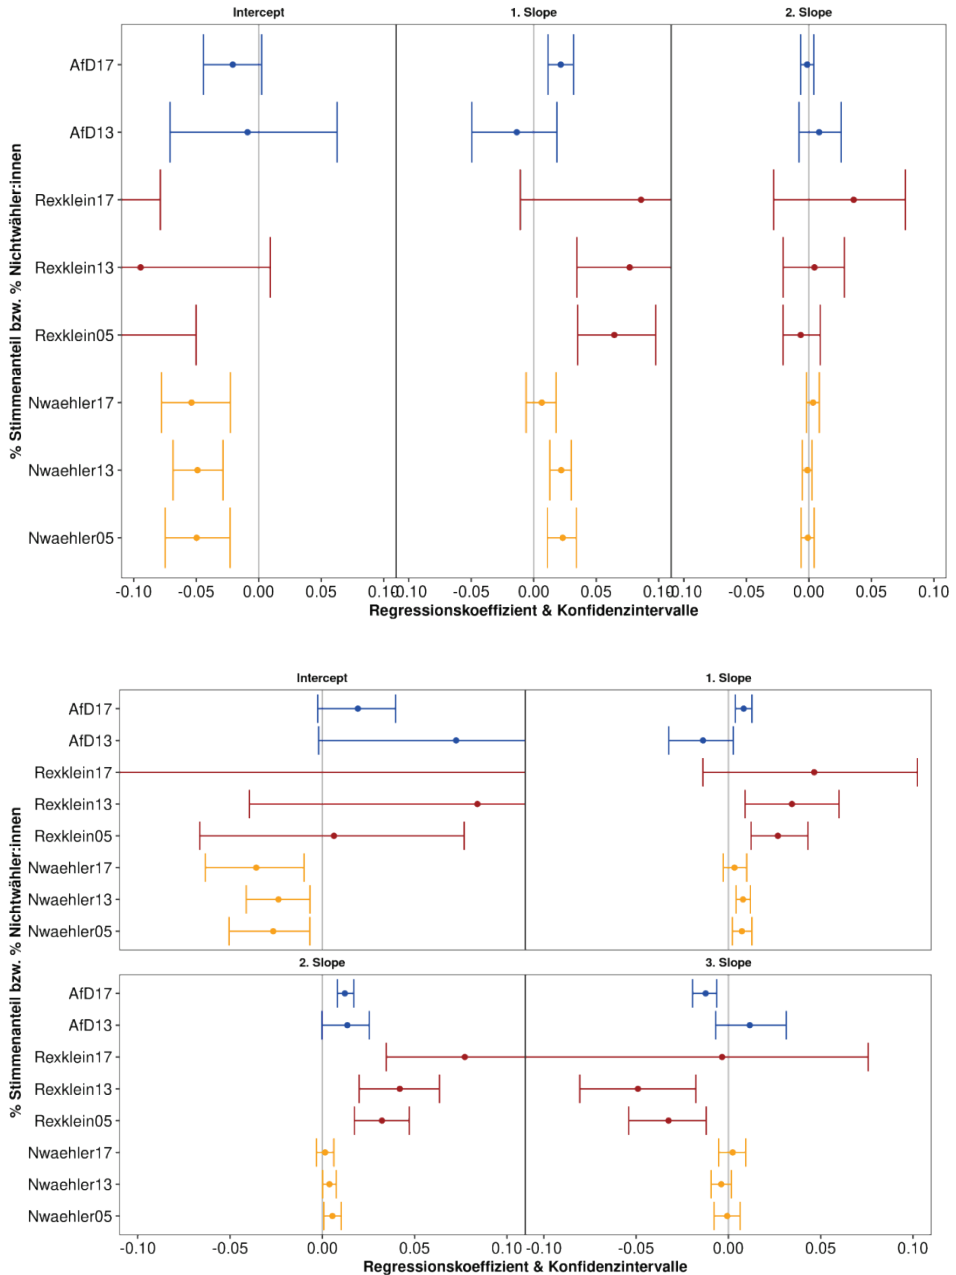 Intercept 1. Slope 2. Slope
% Stimmenanteil bzw. % Nichtwähler:innen
AfD17
AfD13
Rexklein17
Rexklein13
Rexklein05
Nwaehler17
Nwaehler13
Nwaehler05
-0.10 -0.05 0.00 0.05 0.10 -0.10 -0.05 0.00 0.05 0.10 -0.10 -0.05 0.00 0.05 0.10
Regressionskoeffizient & Konfidenzintervalle
Intercept 1. Slope
% Stimmenanteil bzw. % Nichtwähler:innen
AfD17
AfD13
Rexklein17
Rexklein13
Rexklein05
Nwaehler17
Nwaehler13
Nwaehler05
2. Slope 3. Slope
AfD17
AfD13
Rexklein17
Rexklein13
Rexklein05
Nwaehler17
Nwaehler13
Nwaehler05
-0.10 -0.05 0.00 0.05 0.10 -0.10 -0.05 0.00 0.05 0.10
Regressionskoeffizient & Konfidenzintervalle